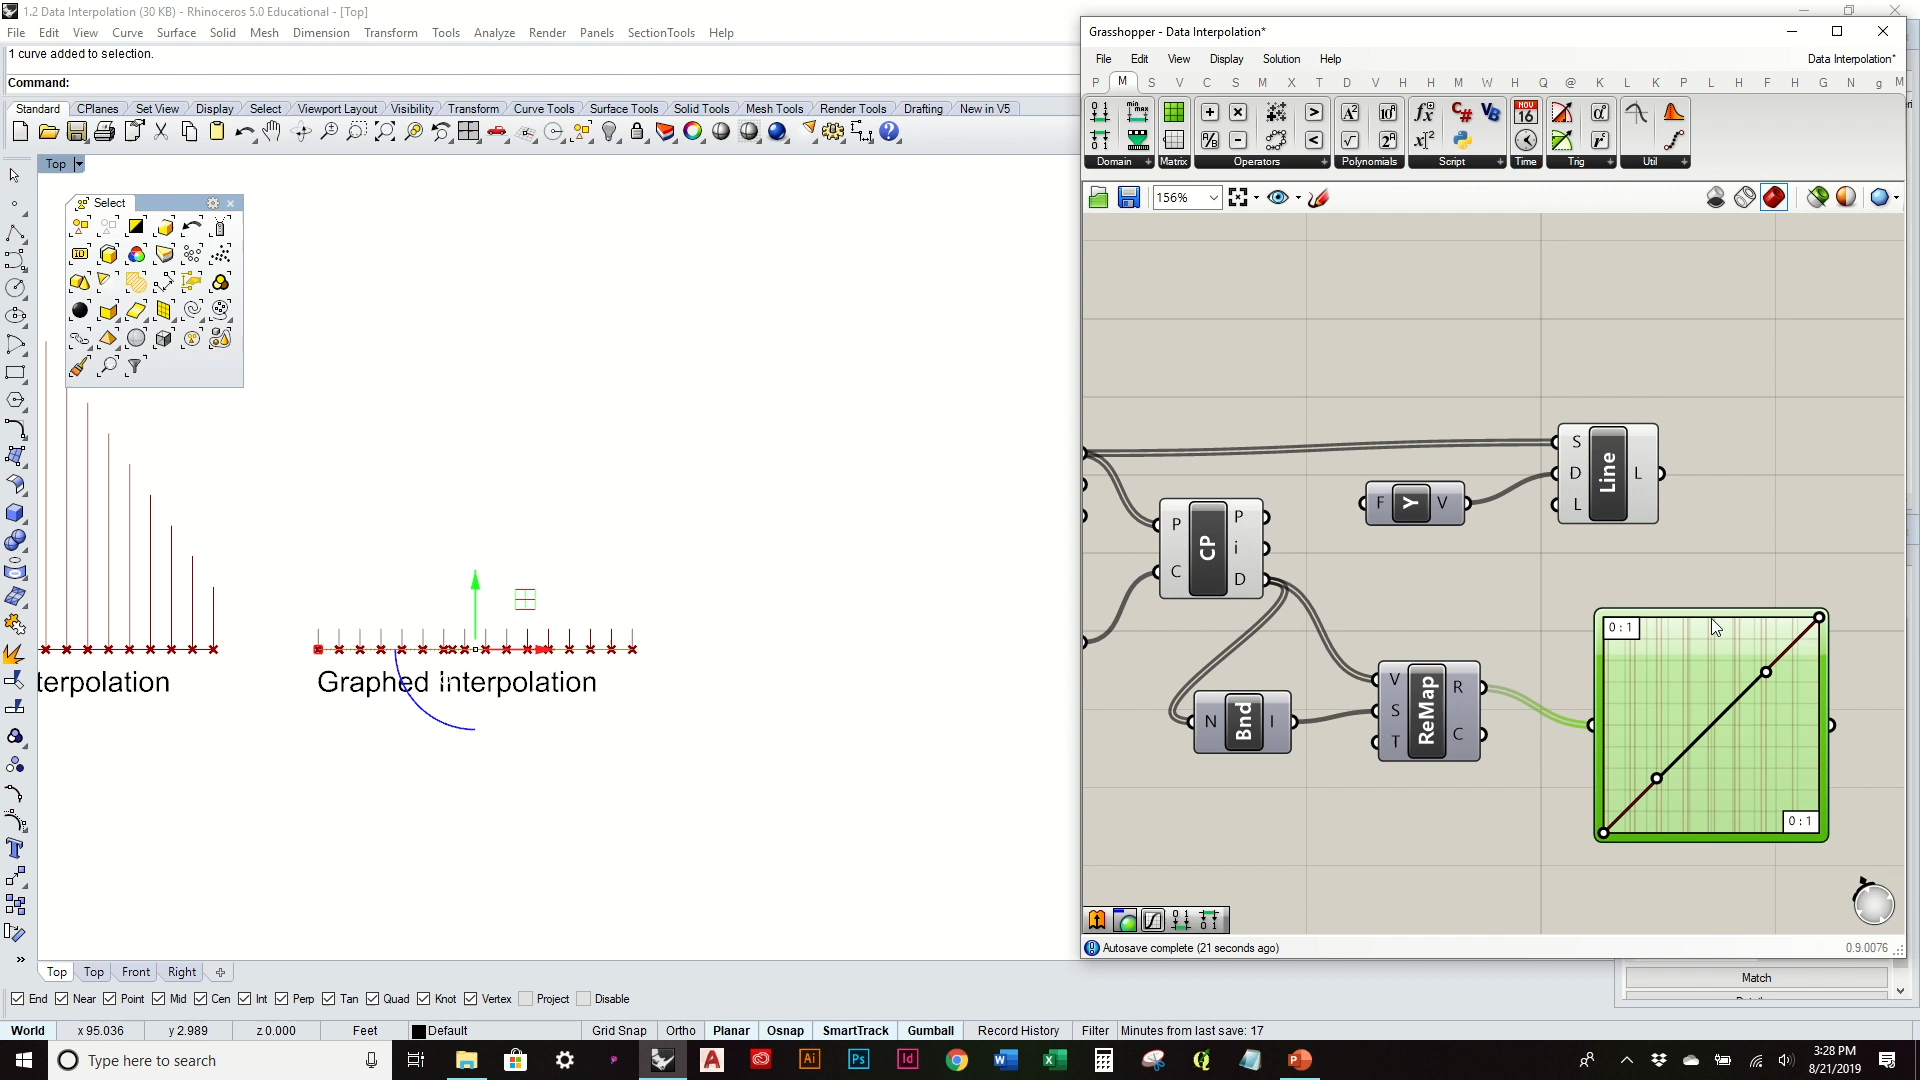 1.2 Data Interpolation (30 KB) - Rhinoceros 5.0 Educational - [Top]
File Edit View Curve Surface Solid Mesh Dimension Transform Tools Analyze Render Panels SectionTools Help
1 curve added to selection.
Command:
Standard CPlanes Set View Display Select Viewport Layout Visibility Transform Curve Tools Surface Tools Solid Tools Mesh Tools Render Tools Drafting New in V5
Top
Select
terpolation
Graphed interpolation
Grasshopper - Data Interpolation*
File Edit View Display Solution Help
Data Interpolation*
P M S V C S M X T D V H H M W H Q @ K L K P L H F H G N g M
Domain Matrix Operators Polynomials Script Time Trig Util
156%
S D L Line L
F Y V
P C CP P i D
N Bnd I
V S T ReMap R C
0 : 1
0 : 1
Autosave complete (21 seconds ago)
0.9.0076
Match
Top Top Front Right
End Near Point Mid Cen Int Perp Tan Quad Knot Vertex Project Disable
World x 95.036 y 2.989 z 0.000 Feet Default Grid Snap Ortho Planar Osnap SmartTrack Gumball Record History Filter Minutes from last save: 17
Type here to search
3:28 PM
8/21/2019